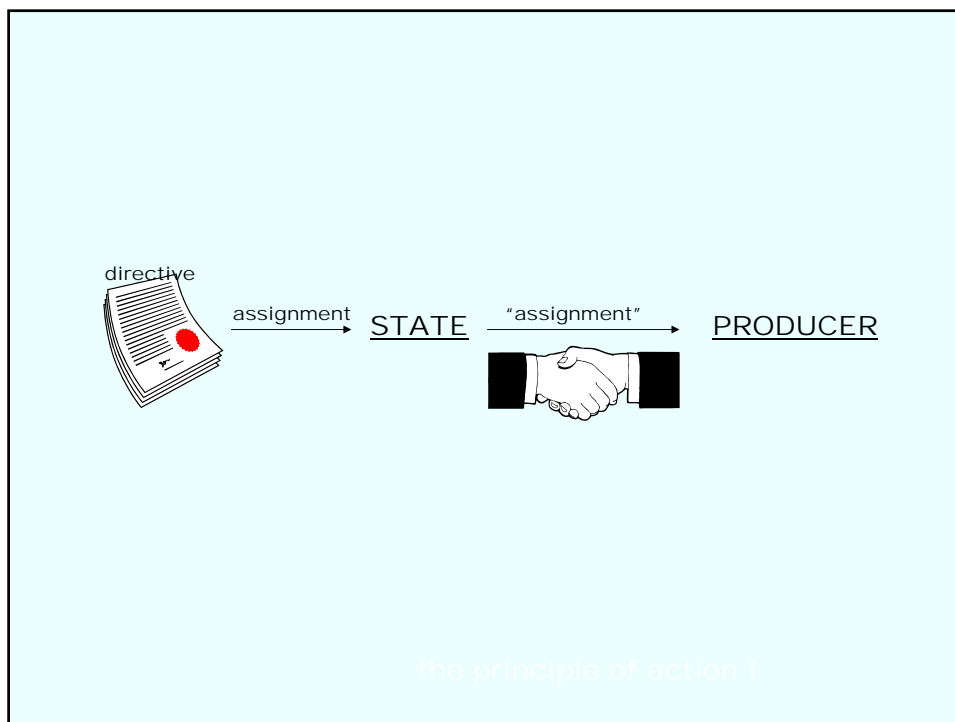 directive
assignment
STATE
“assignment”
PRODUCER
the principle of action I